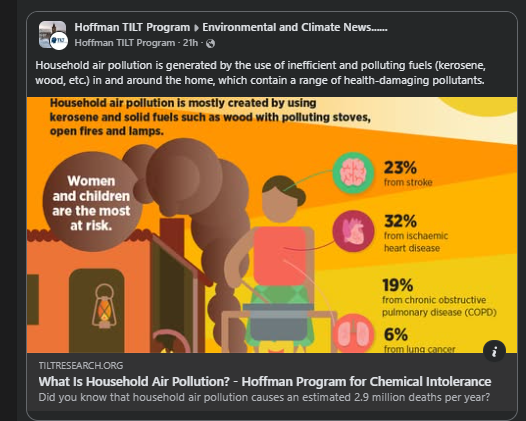 Hoffman TILT Program ▸ Environmental and Climate News......
Hoffman TILT Program · 21h ·
Household air pollution is generated by the use of inefficient and polluting fuels (kerosene,
wood, etc.) in and around the home, which contain a range of health-damaging pollutants.
Household air pollution is mostly created by using
kerosene and solid fuels such as wood with polluting stoves,
open fires and lamps.
Women
and children
are the most
at risk.
23%
from stroke
32%
from ischaemic
heart disease
19%
from chronic obstructive
pulmonary disease (COPD)
6%
from lung cancer
TILTRESEARCH.ORG
What Is Household Air Pollution? - Hoffman Program for Chemical Intolerance
Did you know that household air pollution causes an estimated 2.9 million deaths per year?